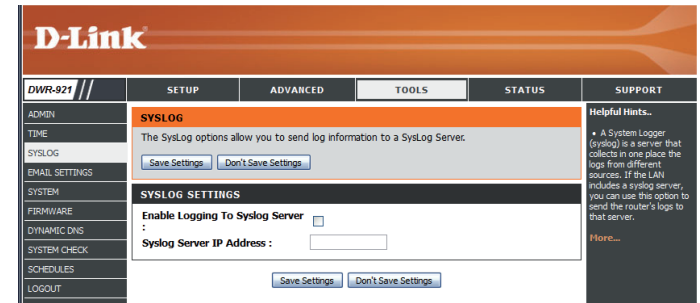 D-Link
DWR-921
SETUP
ADVANCED
TOOLS
STATUS
SUPPORT
ADMIN
TIME
SYSLOG
EMAIL SETTINGS
SYSTEM
FIRMWARE
DYNAMIC DNS
SYSTEM CHECK
SCHEDULES
LOGOUT
SYSLOG
The SysLog options allow you to send log information to a SysLog Server.
Save Settings
Don't Save Settings
SYSLOG SETTINGS
Enable Logging To Syslog Server
:
Syslog Server IP Address :
Save Settings
Don't Save Settings
Helpful Hints..
• A System Logger
(syslog) is a server that
collects in one place the
logs from different
sources. If the LAN
includes a syslog server,
you can use this option to
send the router's logs to
that server.
More...